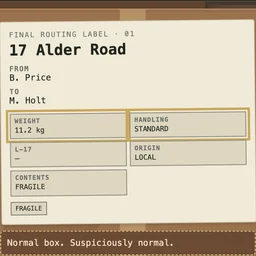 FINAL ROUTING LABEL · 01
17 Alder Road
FROM
B. Price
TO
M. Holt
WEIGHT
11.2 kg
HANDLING
STANDARD
L-17
—
ORIGIN
LOCAL
CONTENTS
FRAGILE
FRAGILE
Normal box. Suspiciously normal.